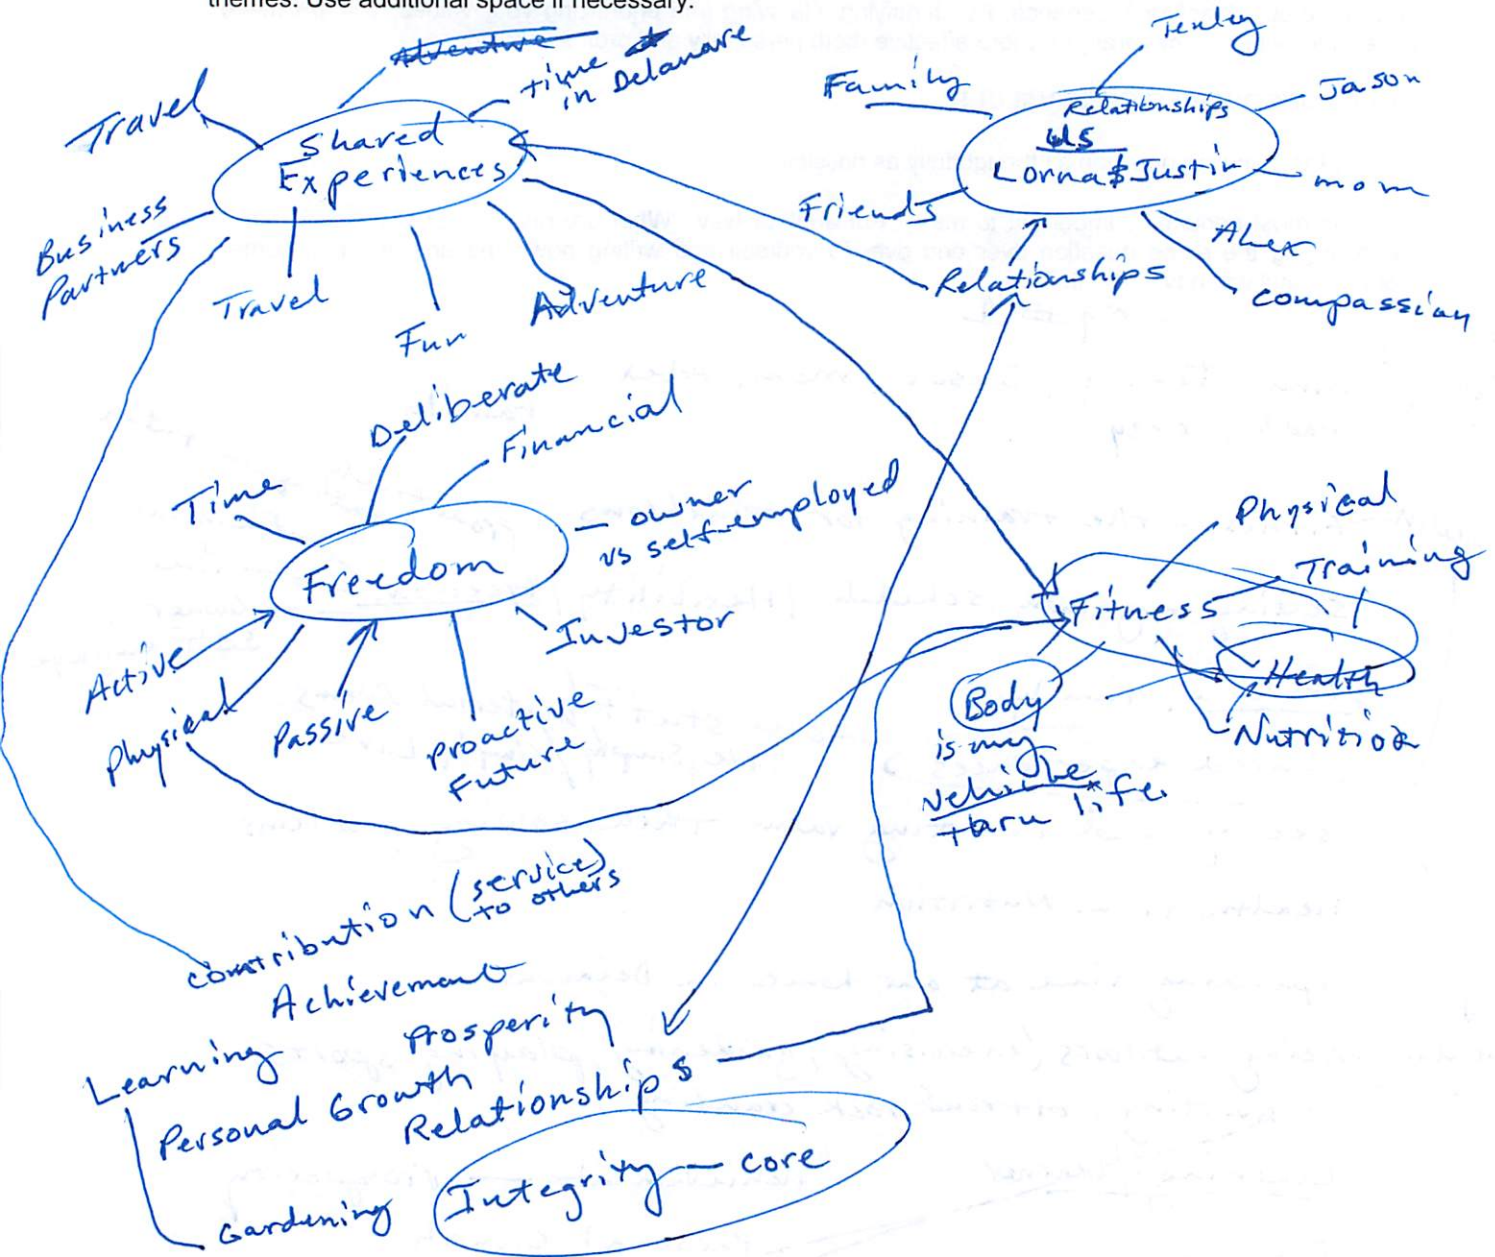 themes. Use additional space if necessary.
Adventure
time
in Delaware
Travel
Shared
Experiences
Business
Partners
Travel
Fun
Adventure
Family
Tenley
Relationships
Jason
us
Lorna & Justin
mom
Friends
Alex
Relationships
compassion
Deliberate
Financial
Time
owner
vs self-employed
Freedom
Investor
Active
Physical
Passive
proactive
Future
Physical
Training
Fitness
Health
Nutrition
Body
is my
vehicle
thru life
contribution (service)
to others
Achievement
Prosperity
Learning
Personal Growth
Relationships
Integrity - core
Gardening